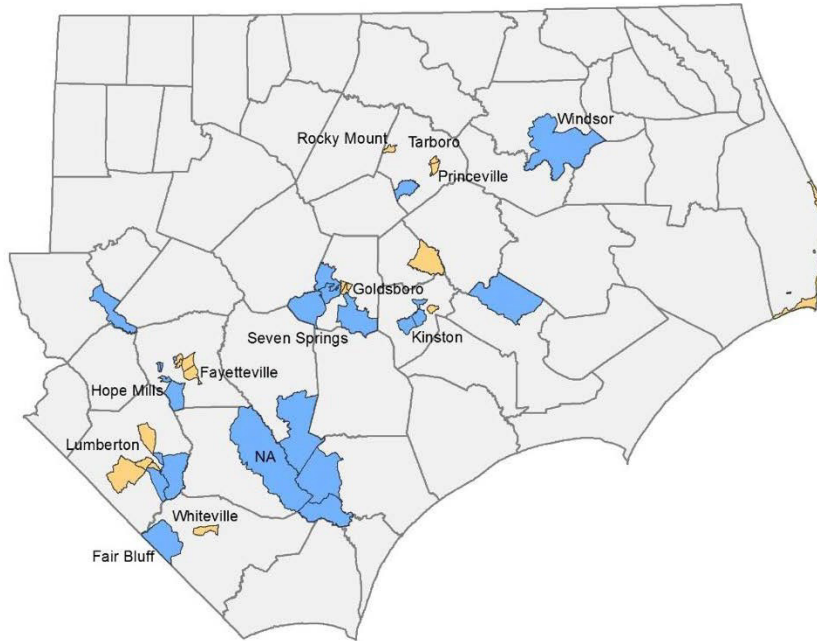 Windsor
Rocky Mount
Tarboro
Princeville
Goldsboro
Seven Springs
Kinston
Fayetteville
Hope Mills
Lumberton
NA
Whiteville
Fair Bluff